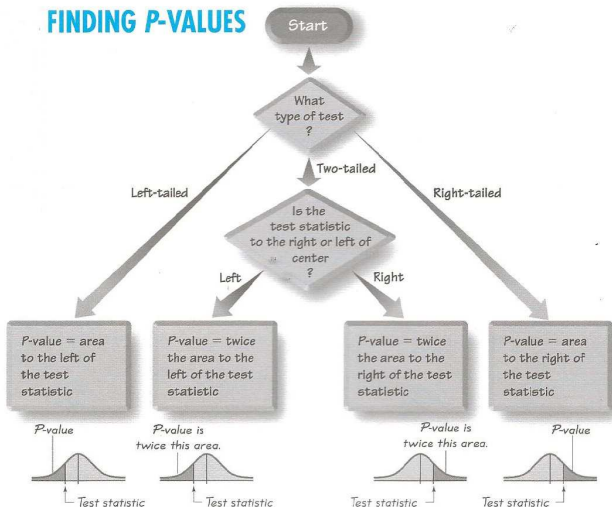 FINDING P-VALUES
Start
What
type of test
?
Left-tailed
Two-tailed
Right-tailed
Is the
test statistic
to the right or left of
center
?
Left
Right
P-value = area
to the left of
the test
statistic
P-value = twice
the area to the
left of the test
statistic
P-value = twice
the area to the
right of the test
statistic
P-value = area
to the right of
the test
statistic
P-value
P-value is
twice this area.
P-value is
twice this area.
P-value
Test statistic
Test statistic
Test statistic
Test statistic